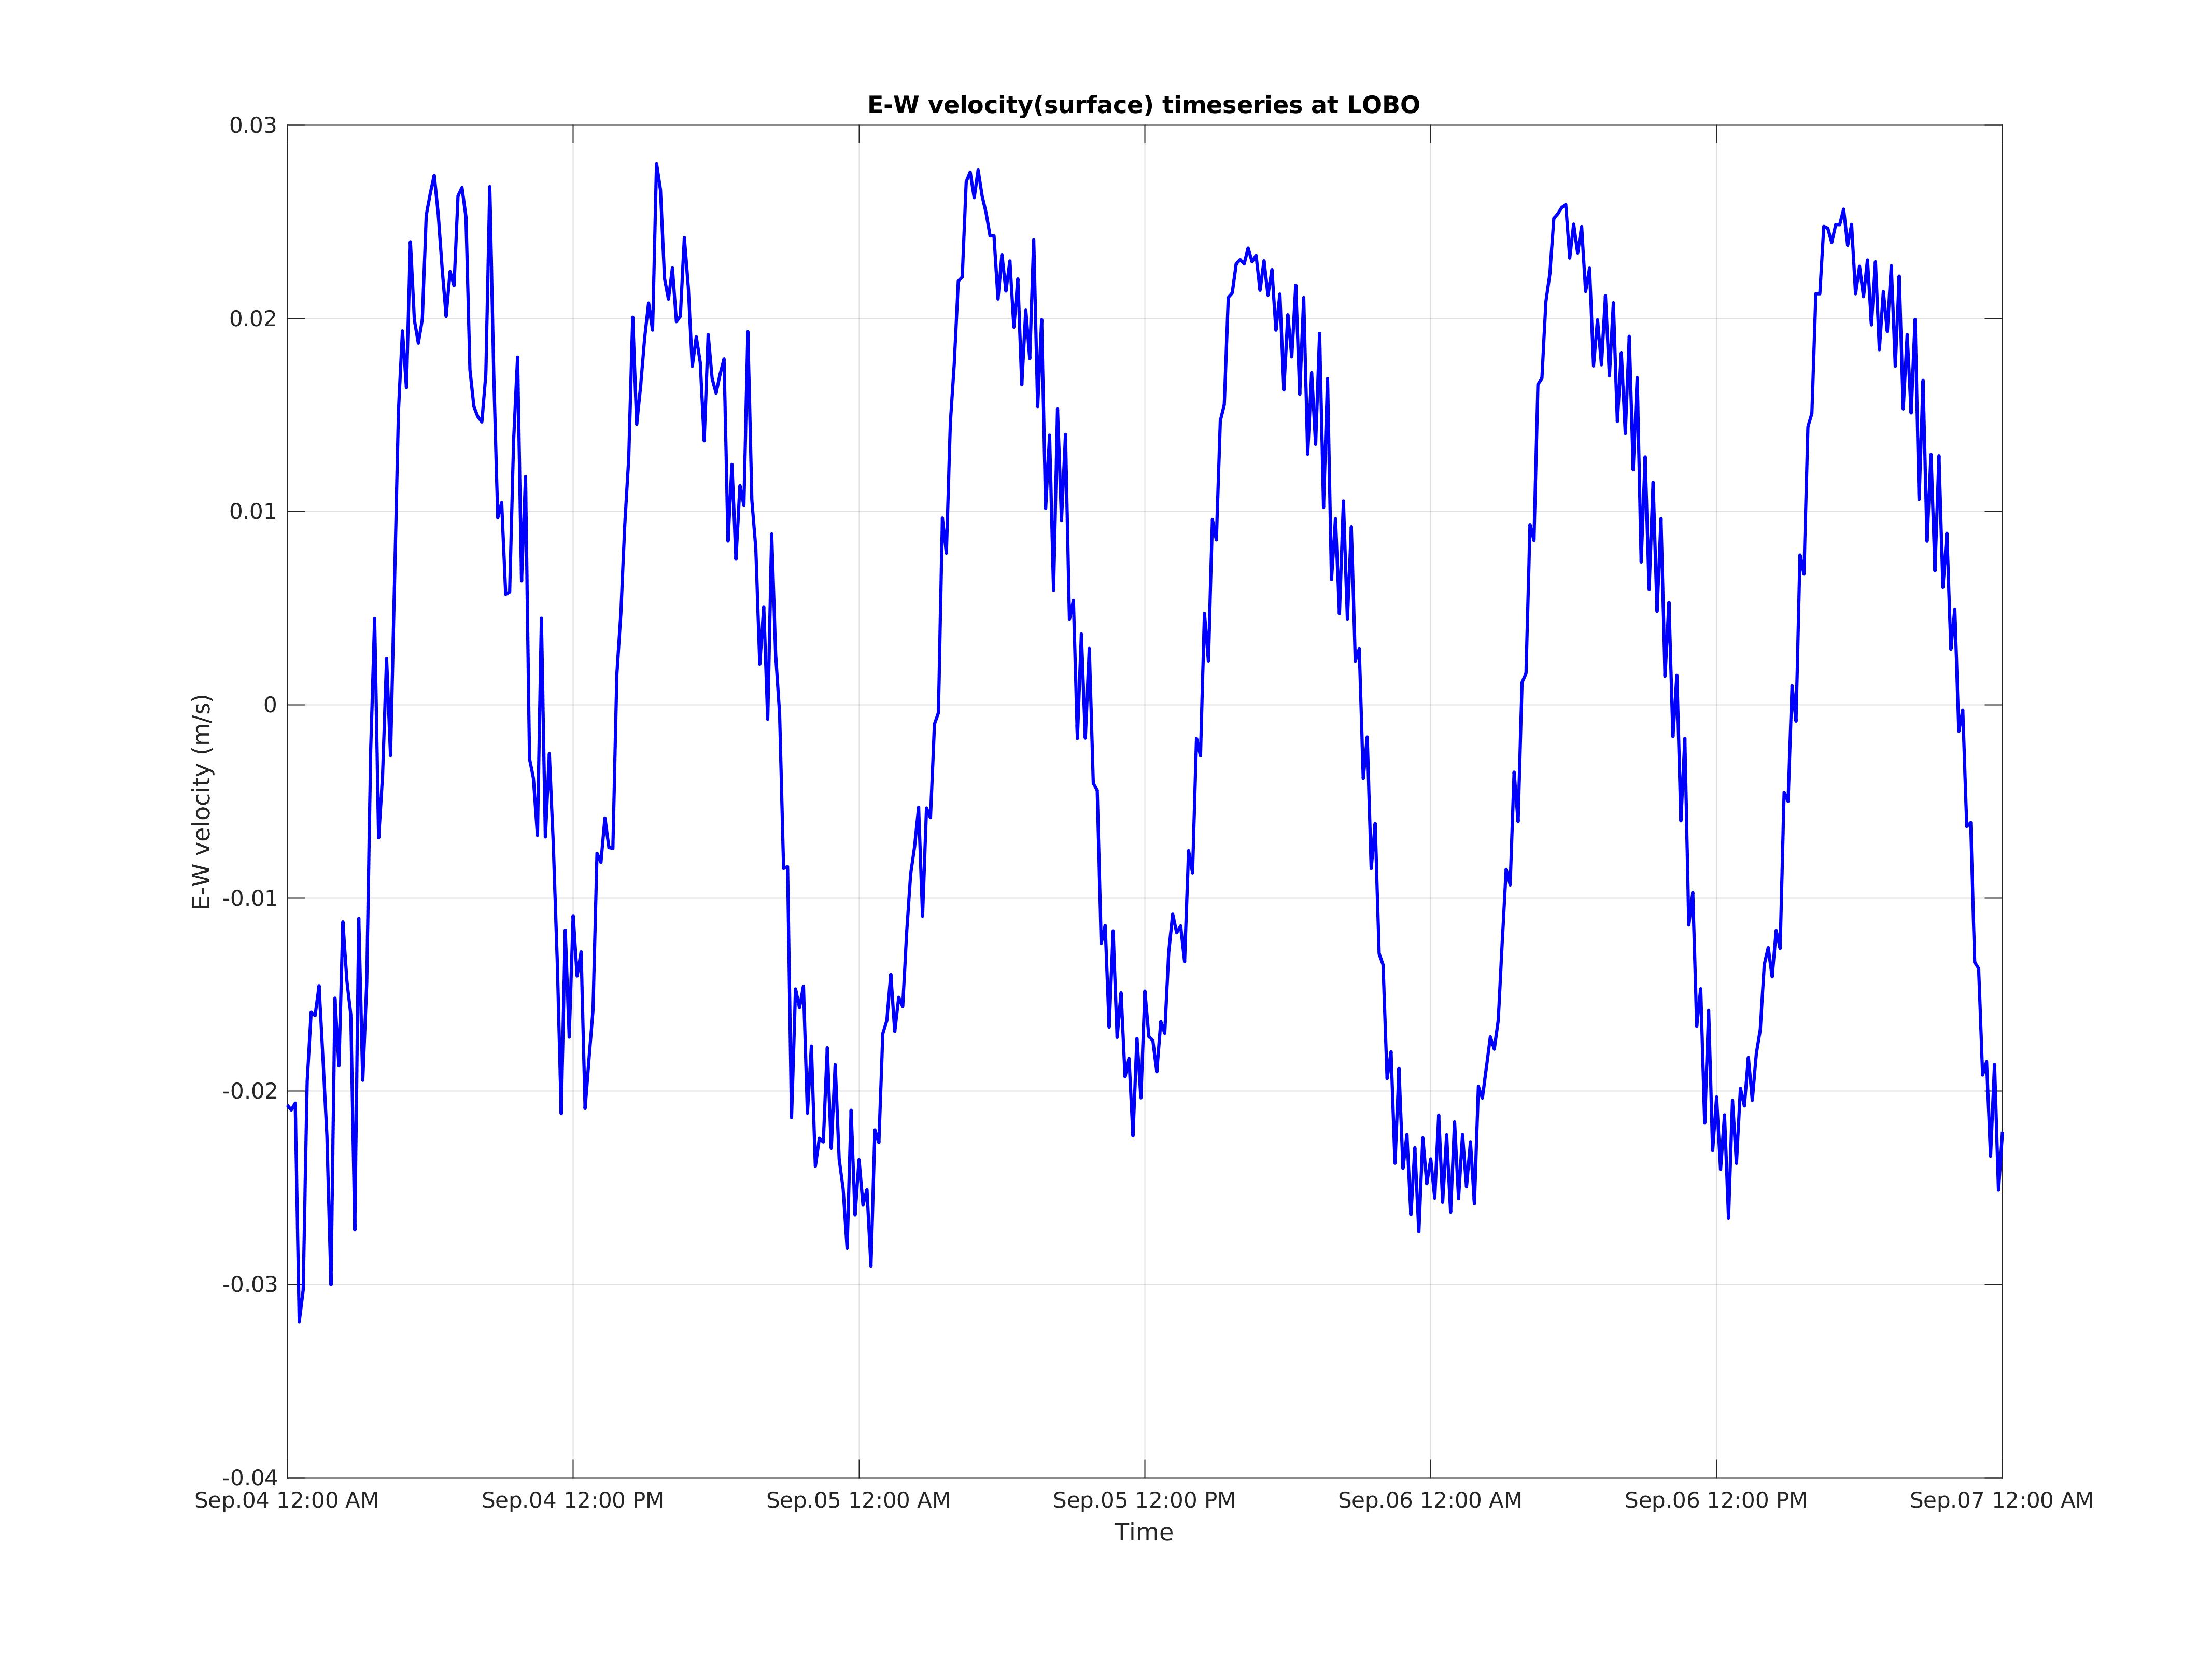 E-W velocity(surface) timeseries at LOBO
0.03
0.02
0.01
0
-0.01
-0.02
-0.03
-0.04
E-W velocity (m/s)
Sep.04 12:00 AM
Sep.04 12:00 PM
Sep.05 12:00 AM
Sep.05 12:00 PM
Sep.06 12:00 AM
Sep.06 12:00 PM
Sep.07 12:00 AM
Time